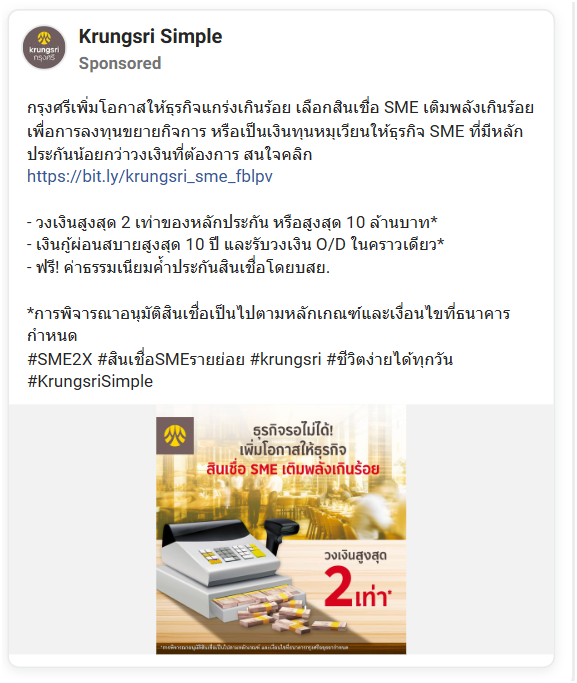 Krungsri Simple
Sponsored
krungsri
กรุงศรี
กรุงศรีเพิ่มโอกาสให้ธุรกิจแกร่งเกินร้อย เลือกสินเชื่อ SME เติมพลังเกินร้อย
เพื่อการลงทุนขยายกิจการ หรือเป็นเงินทุนหมุเวียนให้ธุรกิจ SME ที่มีหลัก
ประกันน้อยกว่าวงเงินที่ต้องการ สนใจคลิก
https://bit.ly/krungsri_sme_fblpv
- วงเงินสูงสุด 2 เท่าของหลักประกัน หรือสูงสุด 10 ล้านบาท*
- เงินกู้ผ่อนสบายสูงสุด 10 ปี และรับวงเงิน O/D ในคราวเดียว*
- ฟรี! ค่าธรรมเนียมค้ำประกันสินเชื่อโดยบสย.
*การพิจารณาอนุมัติสินเชื่อเป็นไปตามหลักเกณฑ์และเงื่อนไขที่ธนาคาร
กำหนด
#SME2X #สินเชื่อSMEรายย่อย #krungsri #ชีวิตง่ายได้ทุกวัน
#KrungsriSimple
ธุรกิจรอไม่ได้!
เพิ่มโอกาสให้ธุรกิจ
สินเชื่อ SME เติมพลังเกินร้อย
วงเงินสูงสุด
2เท่า*